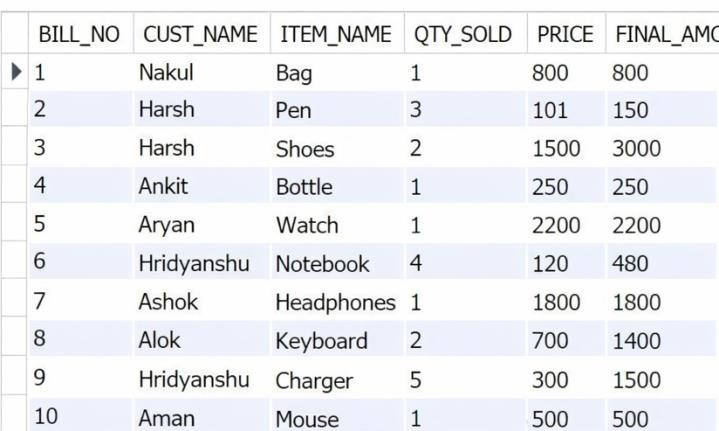 BILL_NO CUST_NAME ITEM_NAME QTY_SOLD PRICE FINAL_AMO
1 Nakul Bag 1 800 800
2 Harsh Pen 3 101 150
3 Harsh Shoes 2 1500 3000
4 Ankit Bottle 1 250 250
5 Aryan Watch 1 2200 2200
6 Hridyanshu Notebook 4 120 480
7 Ashok Headphones 1 1800 1800
8 Alok Keyboard 2 700 1400
9 Hridyanshu Charger 5 300 1500
10 Aman Mouse 1 500 500